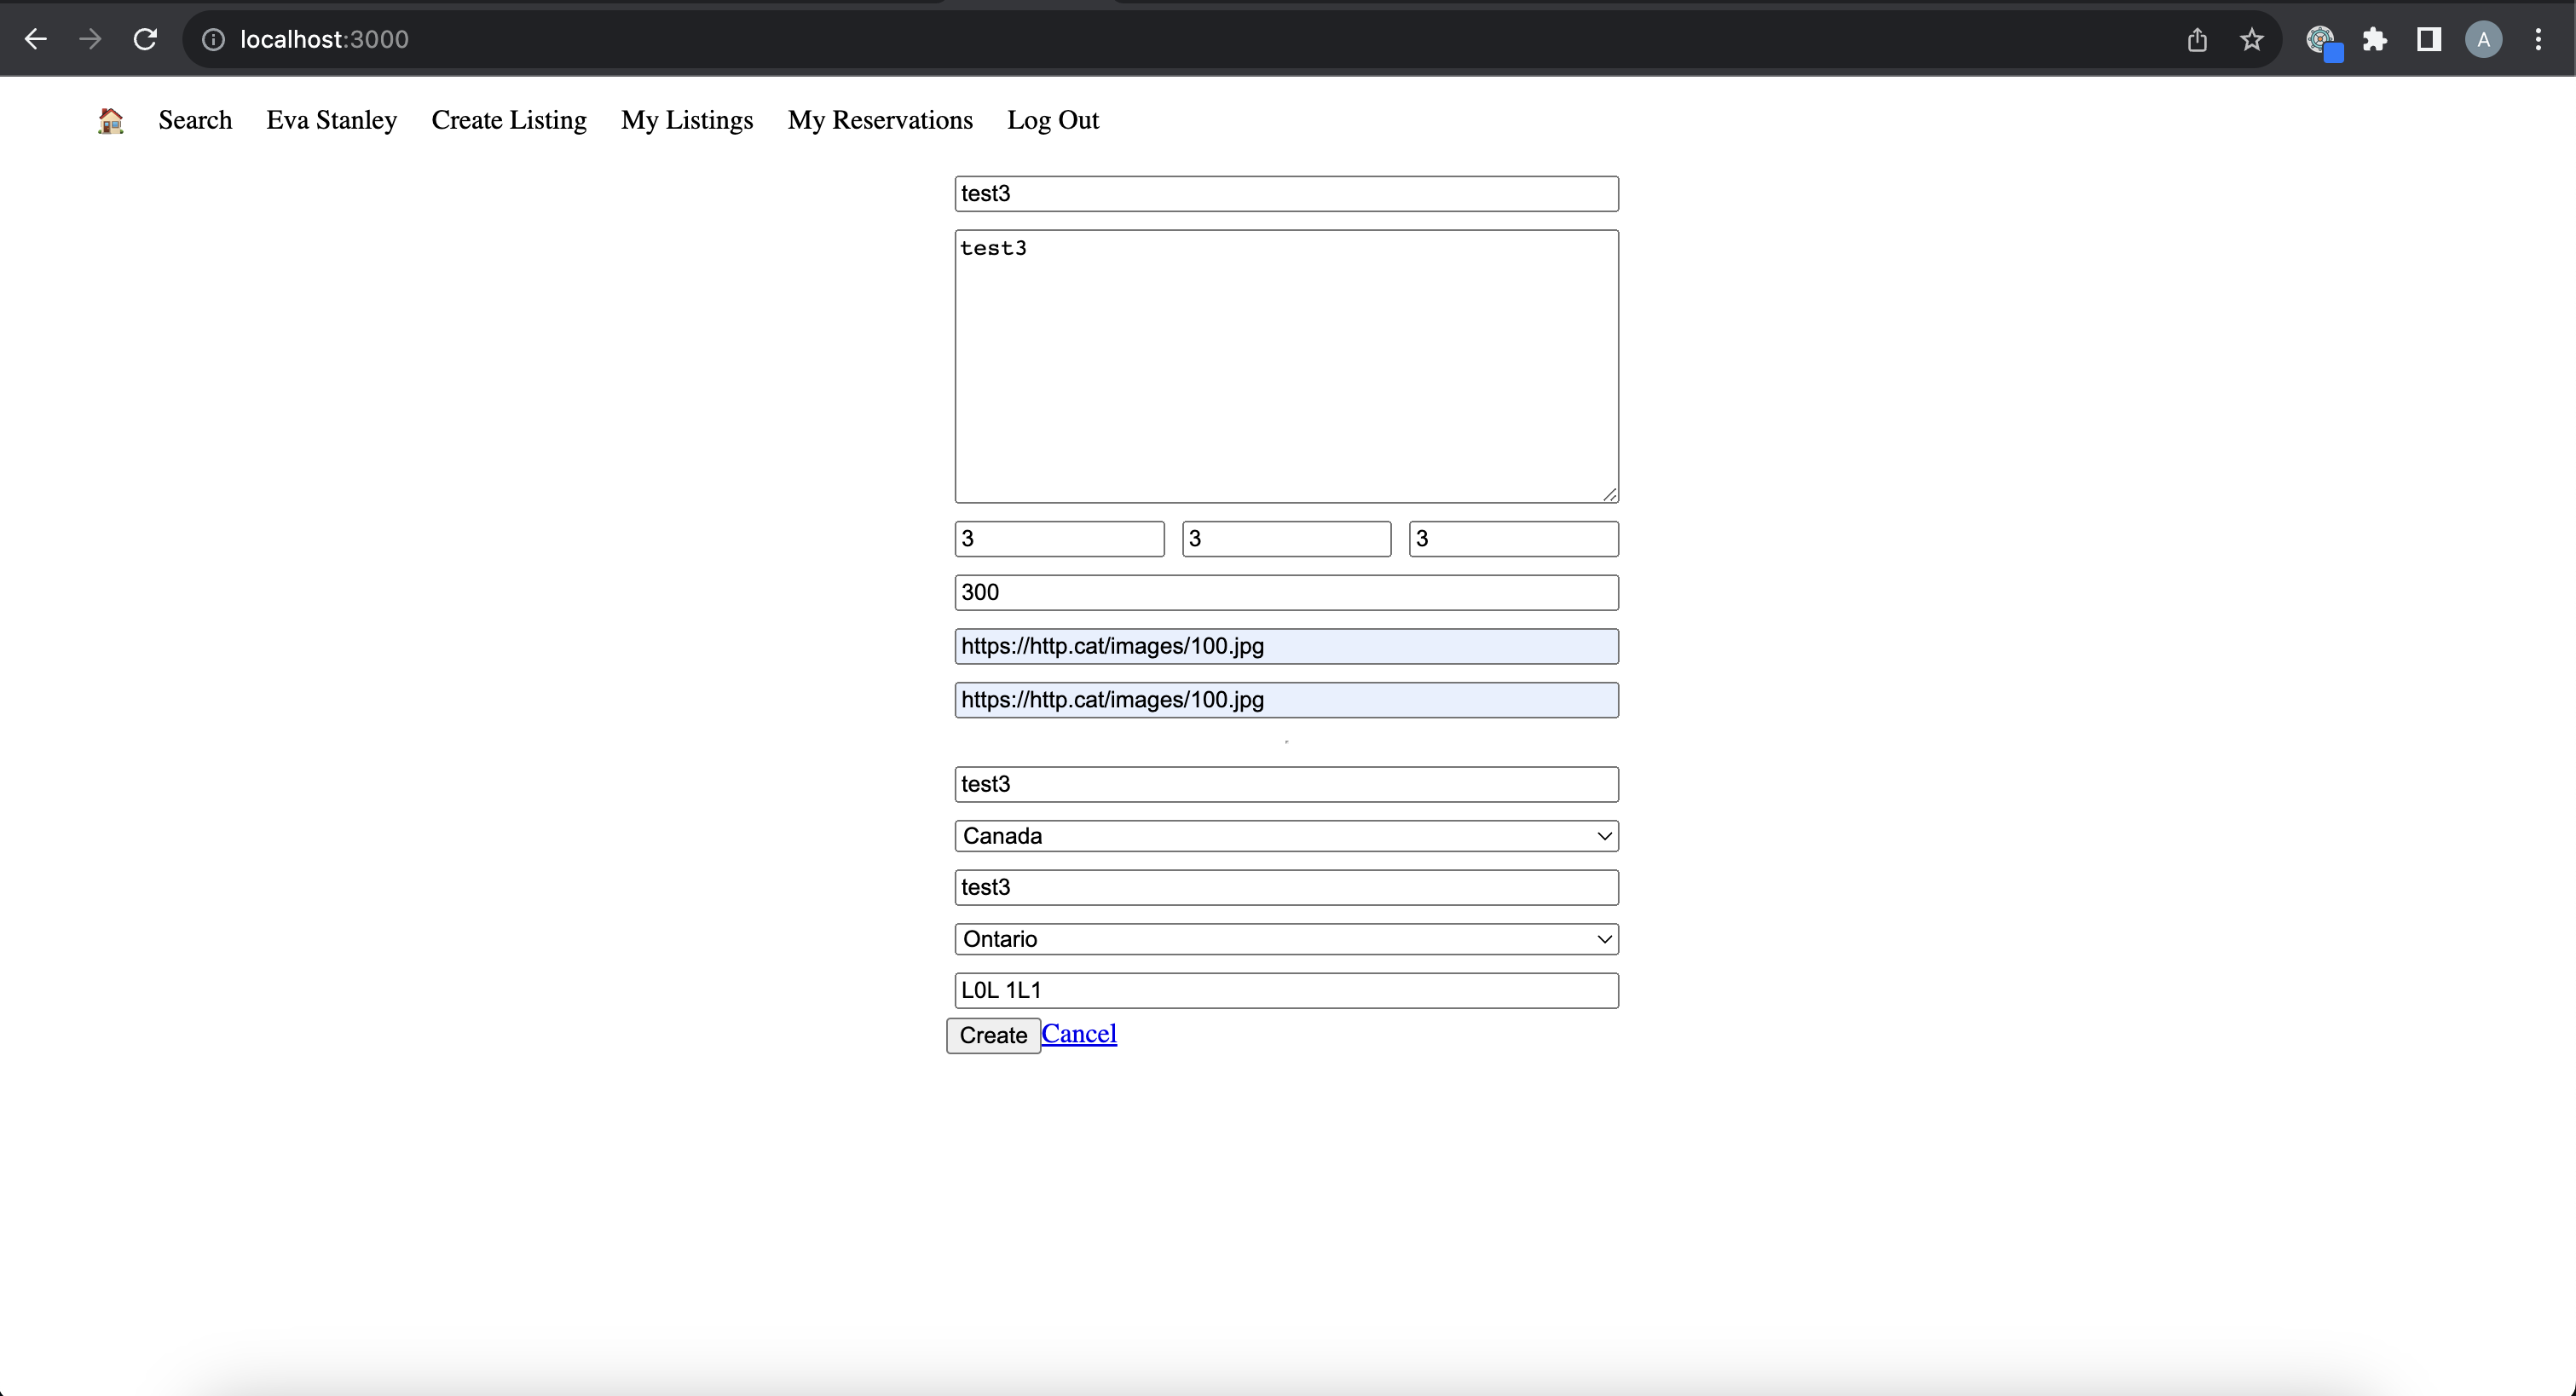 localhost:3000
A
Search Eva Stanley Create Listing My Listings My Reservations Log Out
test3
test3
3 3 3
300
https://http.cat/images/100.jpg
https://http.cat/images/100.jpg
test3
Canada
test3
Ontario
L0L 1L1
Create Cancel